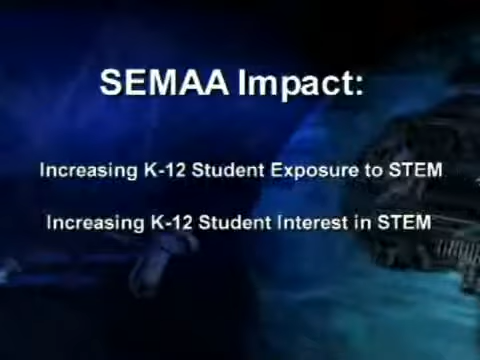 SEMAA Impact:
Increasing K-12 Student Exposure to STEM
Increasing K-12 Student Interest in STEM